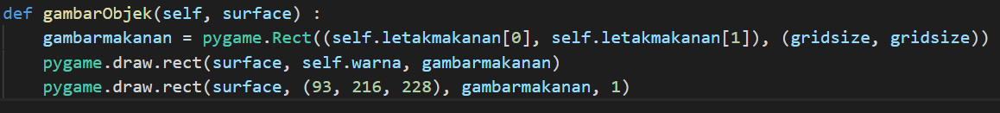 def gambarObjek(self, surface) :
    gambarmakanan = pygame.Rect((self.letakmakanan[0], self.letakmakanan[1]), (gridsize, gridsize))
    pygame.draw.rect(surface, self.warna, gambarmakanan)
    pygame.draw.rect(surface, (93, 216, 228), gambarmakanan, 1)